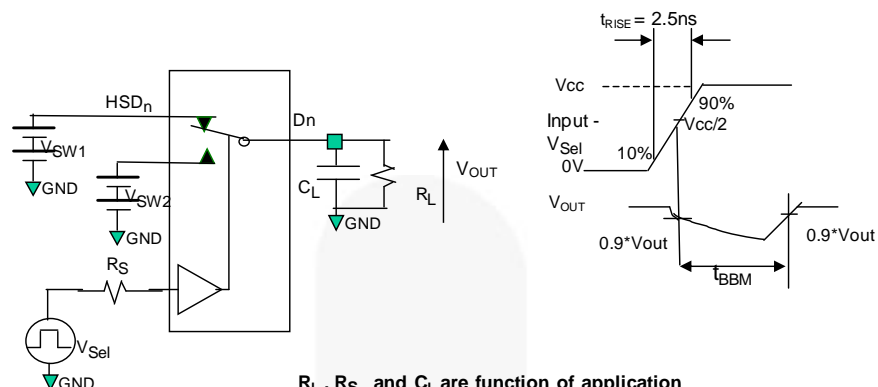 tRISE = 2.5ns
HSDn
Dn
VSW1
GND
VSW2
GND
CL
RL
VOUT
GND
RS
VSel
GND
Vcc
Input -
VSel
90%
Vcc/2
10%
0V
VOUT
0.9*Vout
0.9*Vout
tBBM
RL , RS and CL are function of application